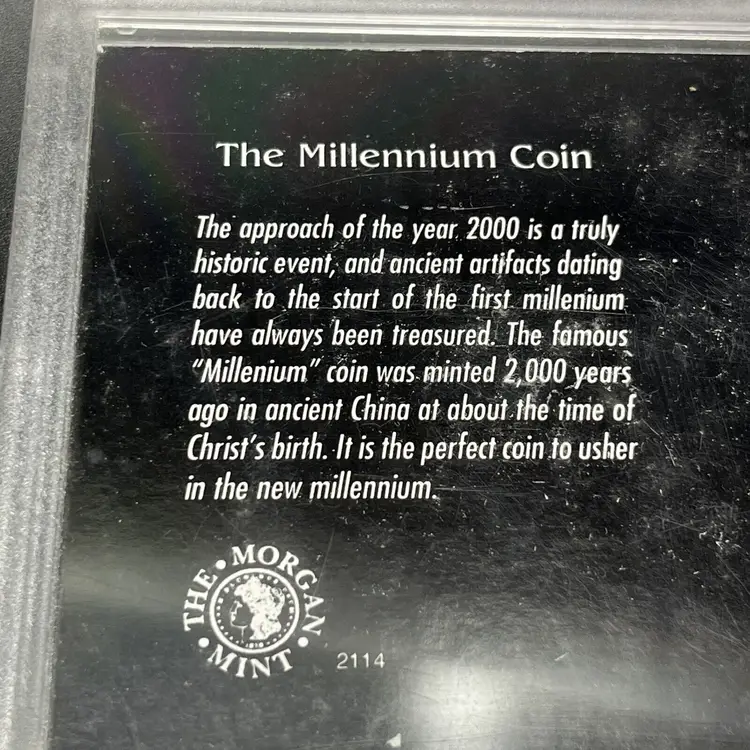 The Millennium Coin
The approach of the year 2000 is a truly
historic event, and ancient artifacts dating
back to the start of the first millenium
have always been treasured. The famous
"Millenium" coin was minted 2,000 years
ago in ancient China at about the time of
Christ's birth. It is the perfect coin to usher
in the new millennium.
THE • MORGAN • MINT •
2114